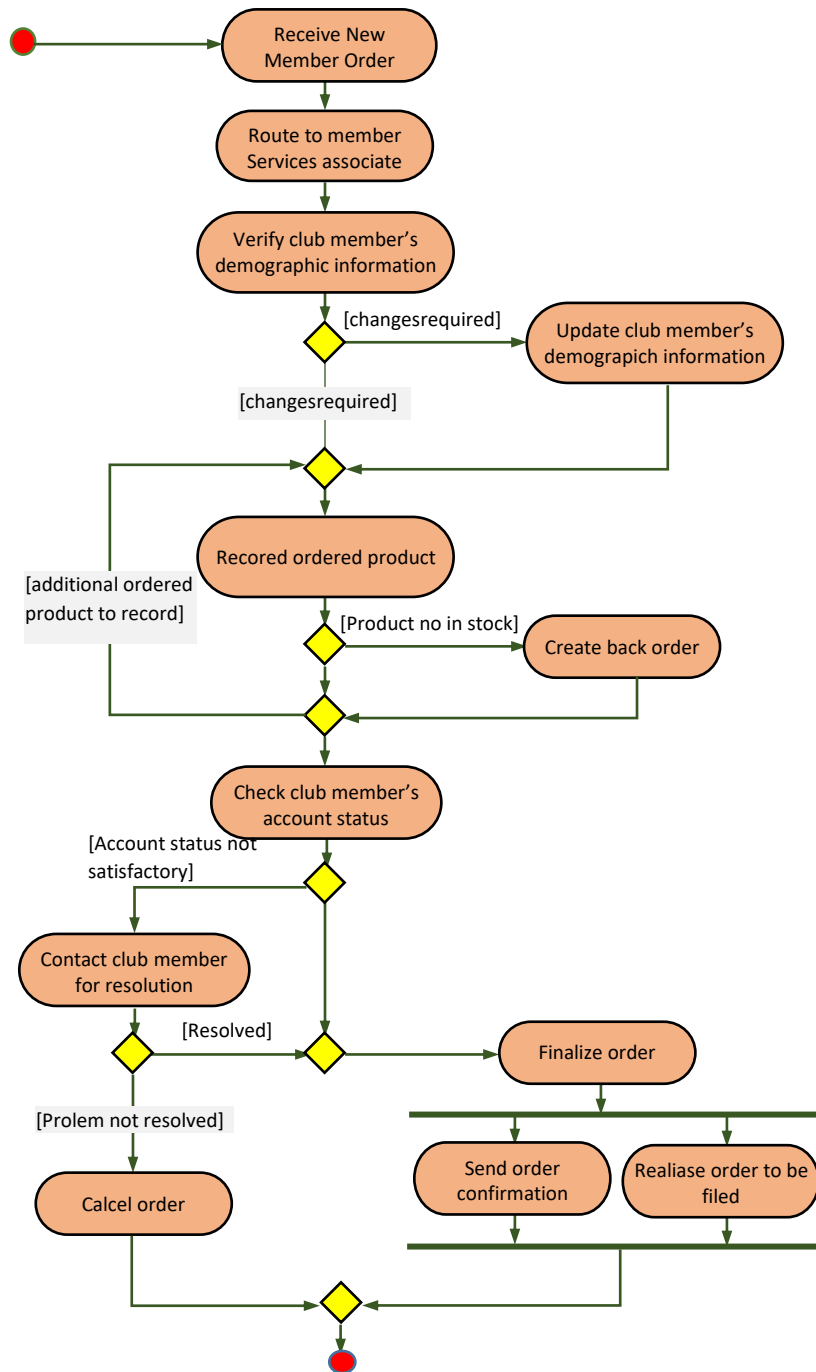 Receive New
Member Order
Route to member
Services associate
Verify club member's
demographic information
[changesrequired]
Update club member's
demograpich information
[changesrequired]
Recored ordered product
[additional ordered
product to record]
[Product no in stock]
Create back order
Check club member's
account status
[Account status not
satisfactory]
Contact club member
for resolution
[Resolved]
Finalize order
[Prolem not resolved]
Send order
confirmation
Realiase order to be
filed
Calcel order